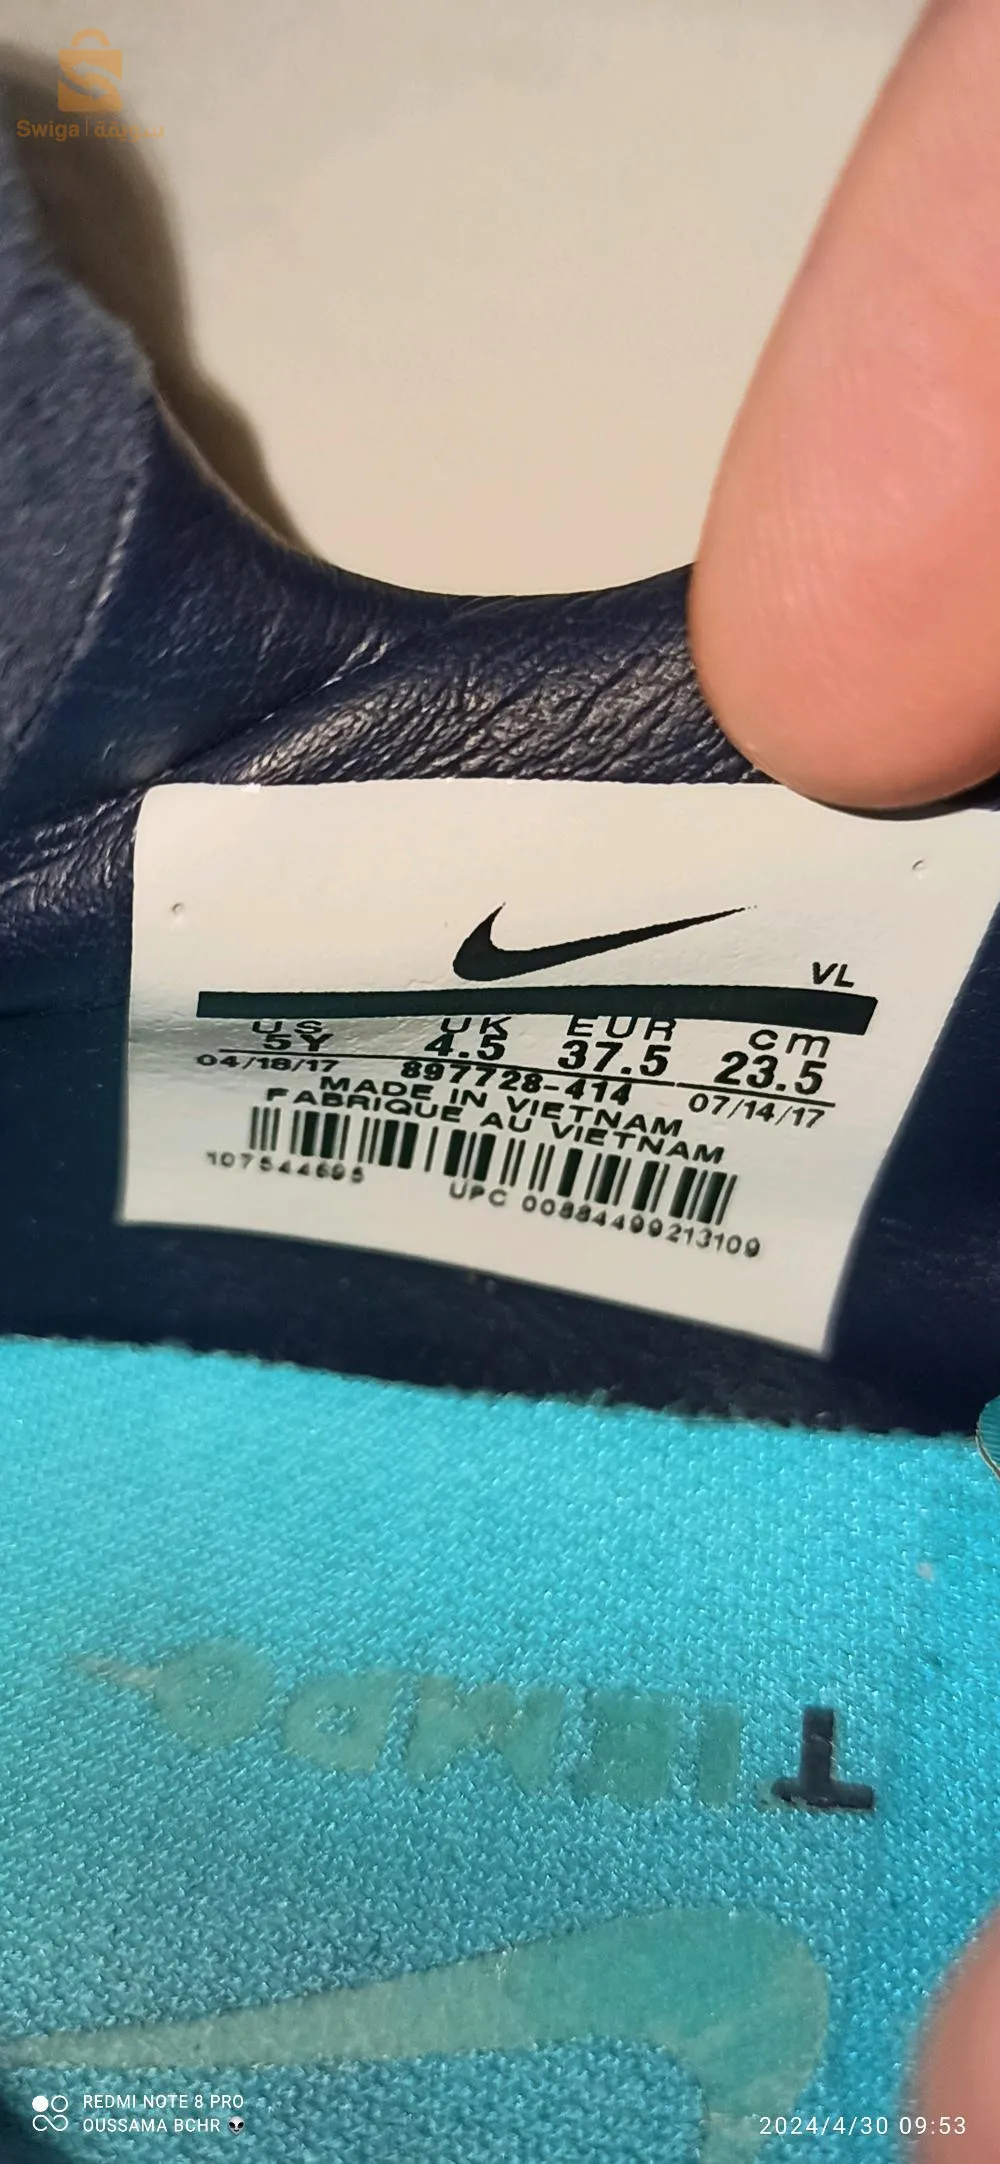 Swiga | سويقة
VL
US UK EUR cm
5Y 4.5 37.5 23.5
04/18/17 897728-414 07/14/17
MADE IN VIETNAM
FABRIQUE AU VIETNAM
107544695
UPC 00884499213109
TIEMPO
REDMI NOTE 8 PRO
OUSSAMA BCHR 👽
2024/4/30 09:53